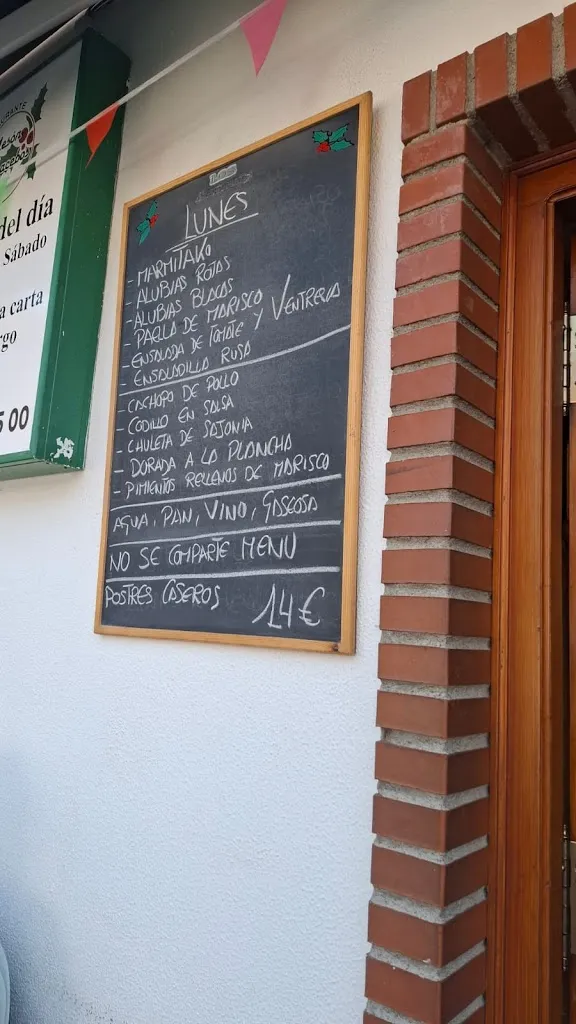 del día
Sábado
a carta
rgo
00
LUNES
- MARMITAKO
- ALUBIAS ROJAS
- ALUBIAS BLACAS
- PAELLA DE MARISCO
- ENSALADA DE TOMATE Y VENTRESCA
- ENSALADILLA RUSA
- CACHOPO DE POLLO
- CODILLO EN SALSA
- CHULETA DE SAJONIA
- DORADA A LA PLANCHA
- PIMIENTOS RELLENOS DE MARISCO
AGUA, PAN, VINO, GASEOSA
NO SE COMPARTE MENU
POSTRES CASEROS 14€